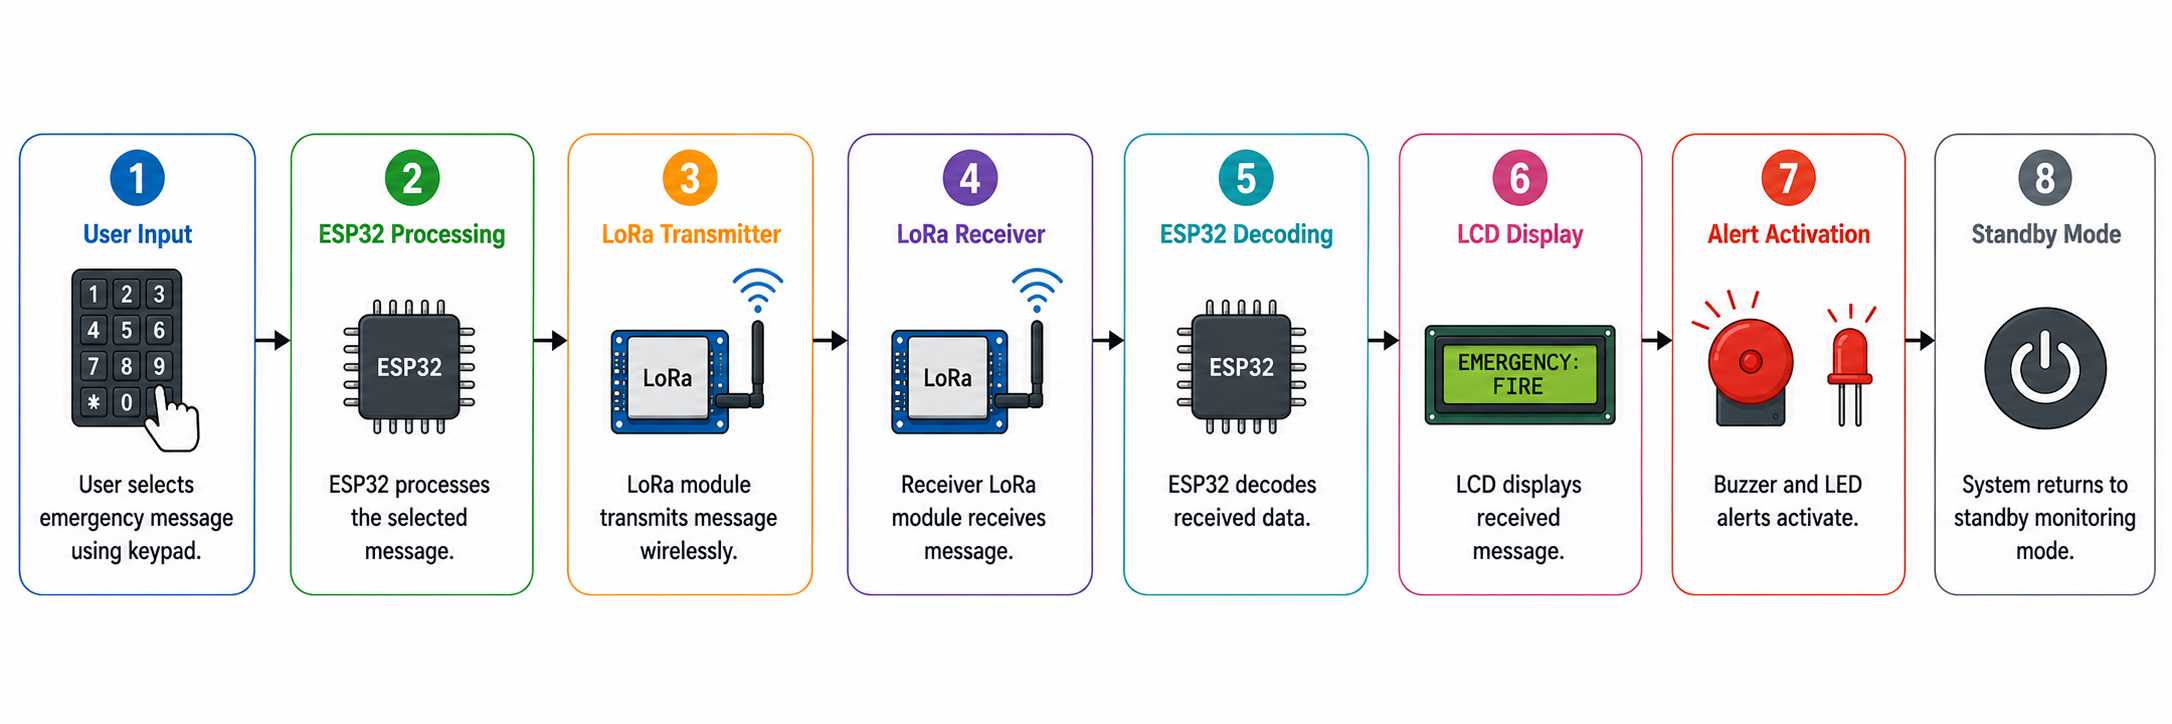 1
User Input
1 2 3
4 5 6
7 8 9
* 0
User selects
emergency message
using keypad.
2
ESP32 Processing
ESP32
ESP32 processes
the selected
message.
3
LoRa Transmitter
LoRa
LoRa module
transmits message
wirelessly.
4
LoRa Receiver
LoRa
Receiver LoRa
module receives
message.
5
ESP32 Decoding
ESP32
ESP32 decodes
received data.
6
LCD Display
EMERGENCY:
FIRE
LCD displays
received
message.
7
Alert Activation
Buzzer and LED
alerts activate.
8
Standby Mode
System returns to
standby monitoring
mode.